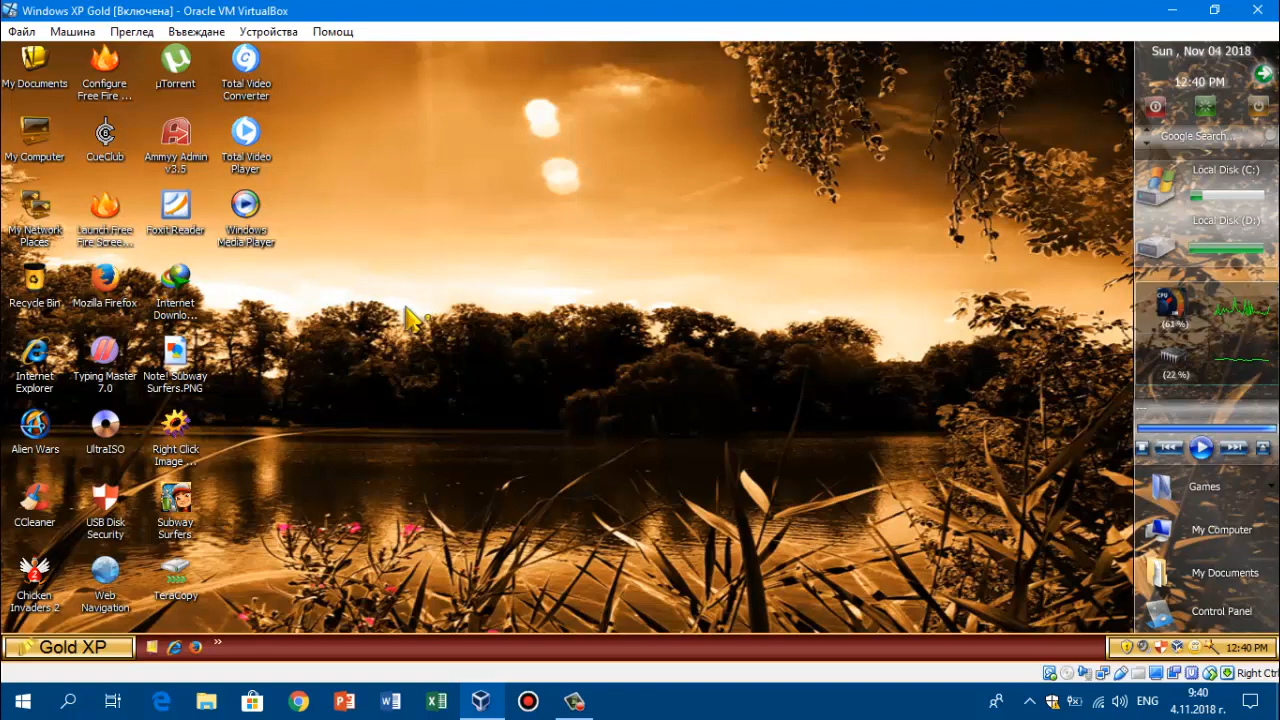 Windows XP Gold [Включена] - Oracle VM VirtualBox
Файл Машина Преглед Въвеждане Устройства Помощ
My Documents
Configure
Free Fire ...
µTorrent
Total Video
Converter
My Computer
CueClub
Ammyy Admin
v3.5
Total Video
Player
My Network
Places
Launch Free
Fire Scree...
Foxit Reader
Windows
Media Player
Recycle Bin
Mozilla Firefox
Internet
Downlo...
Internet
Explorer
Typing Master
7.0
Note! Subway
Surfers.PNG
Alien Wars
UltraISO
Right Click
Image ...
CCleaner
USB Disk
Security
Subway
Surfers
Chicken
Invaders 2
Web
Navigation
TeraCopy
Sun , Nov 04 2018
12:40 PM
Google Search...
Local Disk (C:)
Local Disk (D:)
CPU
(61 %)
(22 %)
---
Games
My Computer
My Documents
Control Panel
Gold XP
»
12:40 PM
Right Ctrl
ENG
9:40
4.11.2018 г.